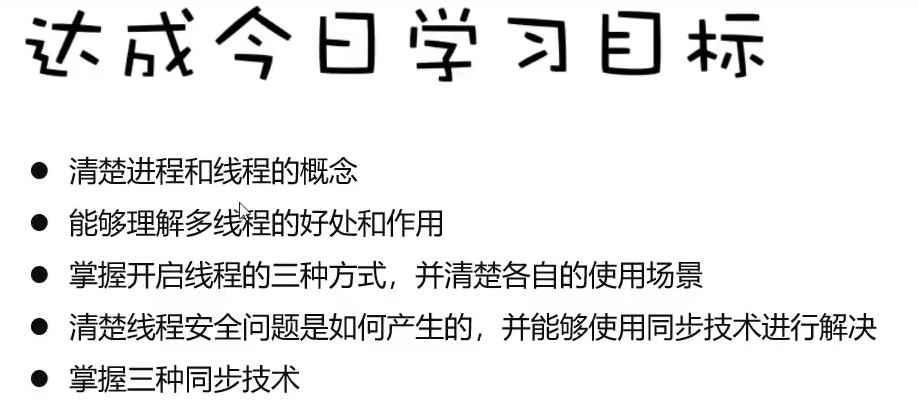 达成今日学习目标
● 清楚进程和线程的概念
● 能够理解多线程的好处和作用
● 掌握开启线程的三种方式，并清楚各自的使用场景
● 清楚线程安全问题是如何产生的，并能够使用同步技术进行解决
● 掌握三种同步技术